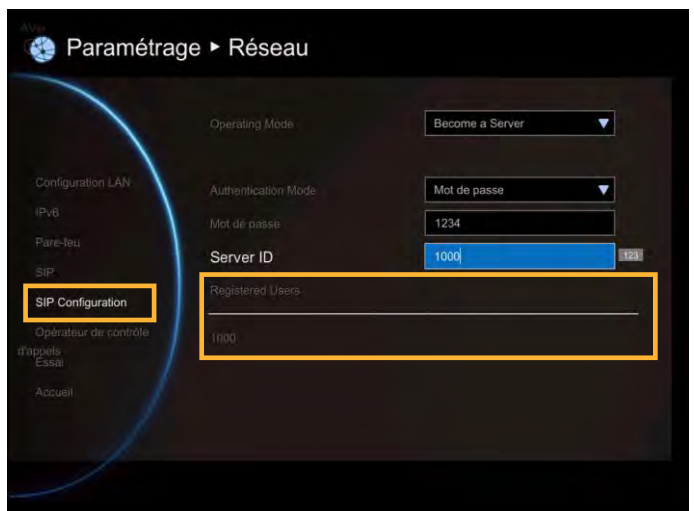 AVer
Paramétrage ▸ Réseau
Operating Mode
Become a Server
Configuration LAN
Authentication Mode
Mot de passe
IPv6
Mot de passe
1234
Pare-feu
Server ID
1000
123
SIP
Registered Users
SIP Configuration
Opérateur de contrôle
1000
d'appels
Essai
Accueil